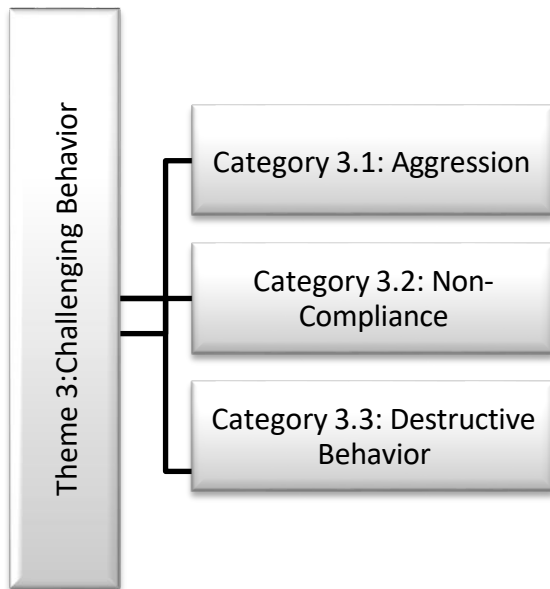 Theme 3:Challenging Behavior
Category 3.1: Aggression
Category 3.2: Non-
Compliance
Category 3.3: Destructive
Behavior